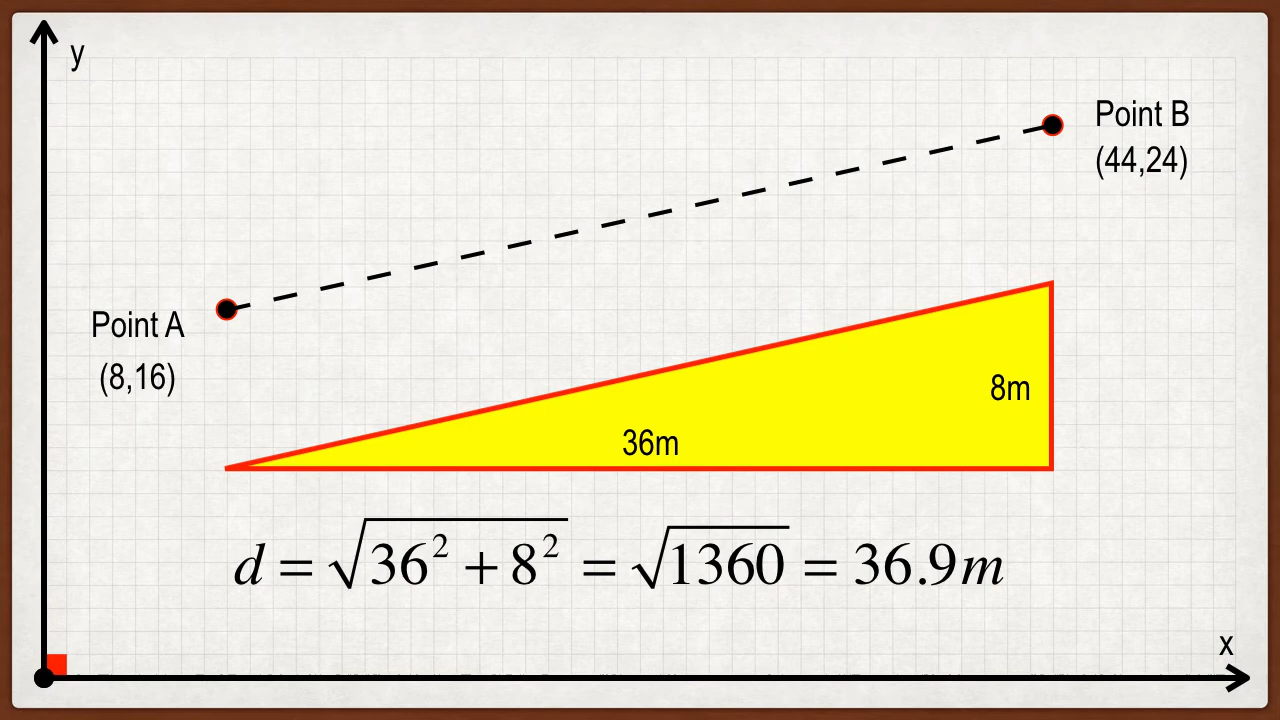 y
Point B
(44,24)
Point A
(8,16)
8m
36m
d = √(36² + 8²) = √1360 = 36.9m
x